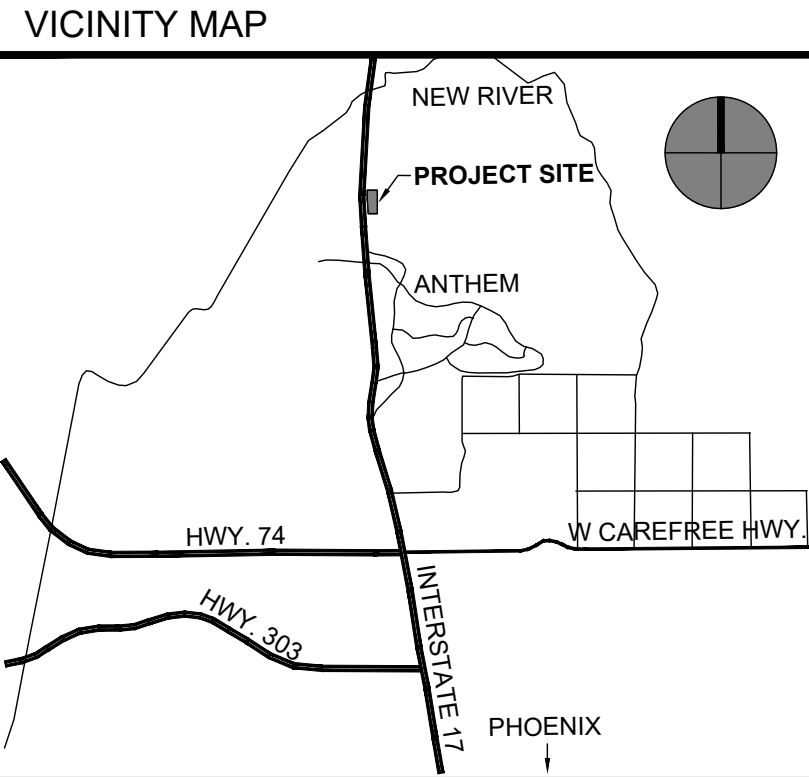 VICINITY MAP
NEW RIVER
PROJECT SITE
ANTHEM
HWY. 74
W CAREFREE HWY.
HWY. 303
INTERSTATE 17
PHOENIX